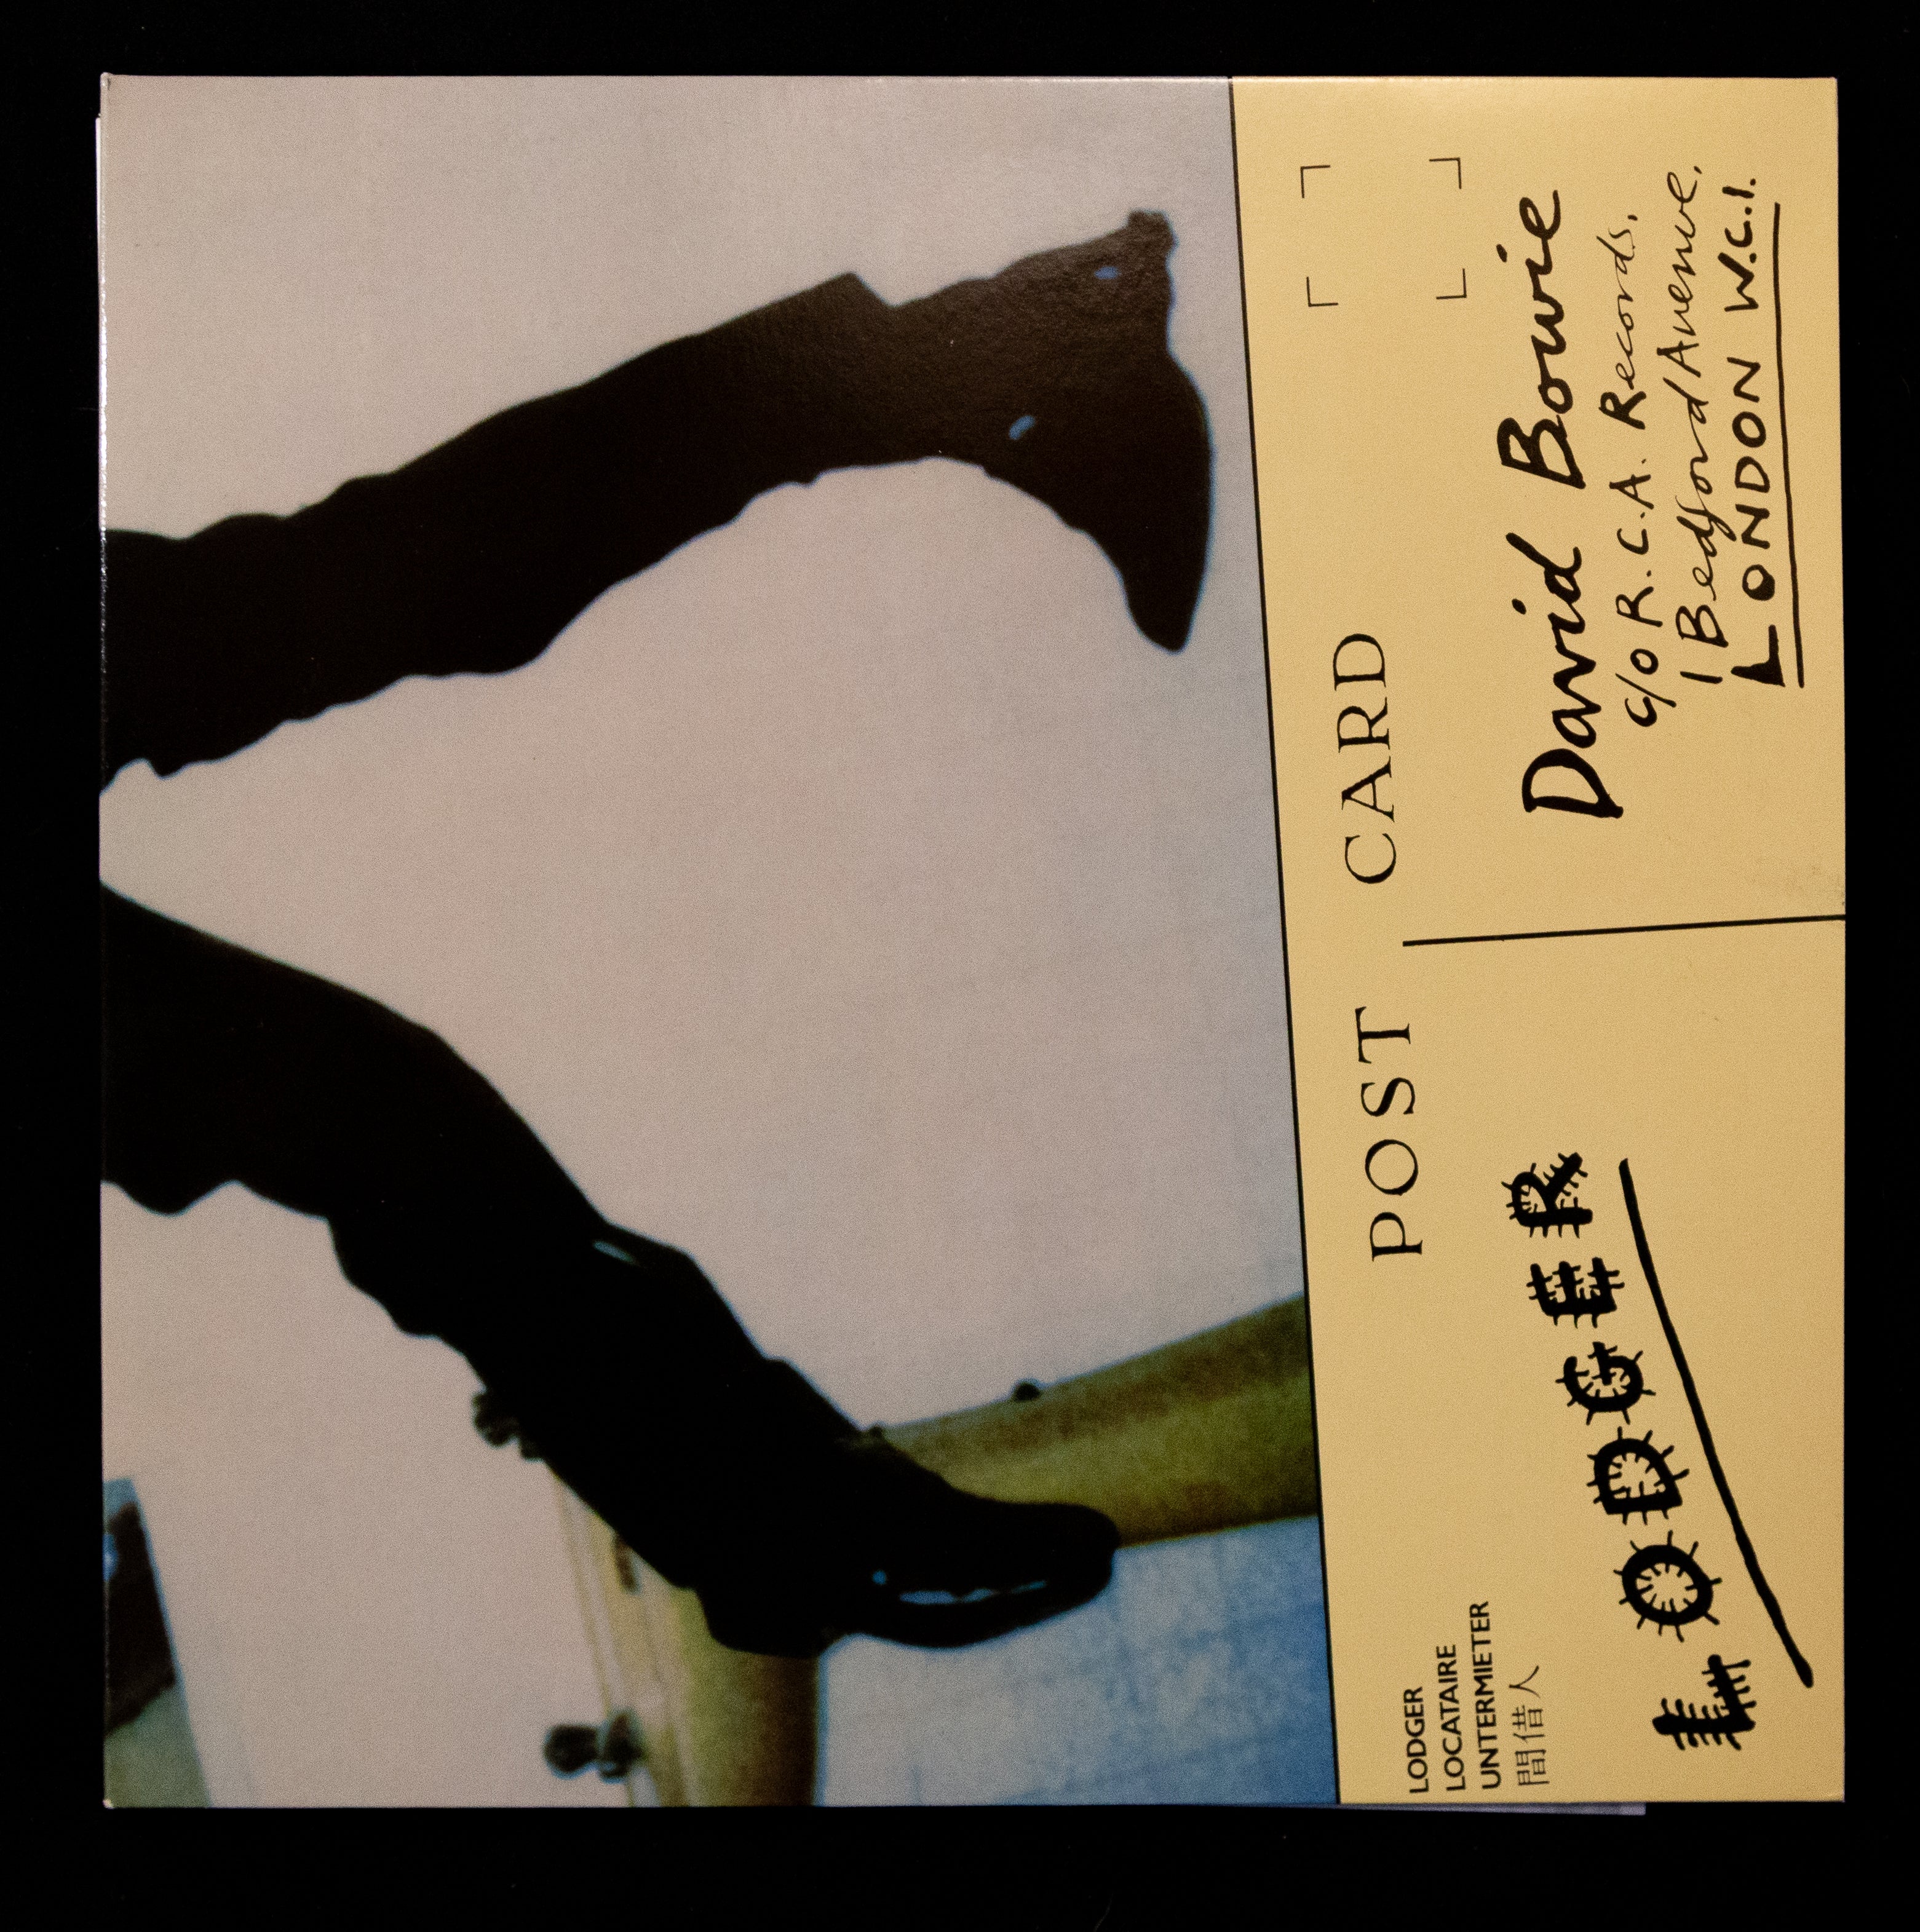 POST CARD
LODGER
LOCATAIRE
UNTERMIETER
間借人
LODGER
David Bowie
c/o R.C.A. Records,
1 Bedford Avenue,
LONDON W.C.1.